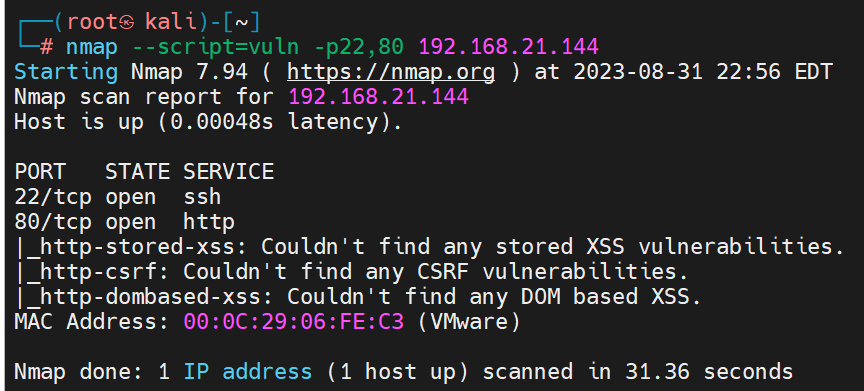 ┌──(root㉿ kali)-[~]
└─# nmap --script=vuln -p22,80 192.168.21.144
Starting Nmap 7.94 ( https://nmap.org ) at 2023-08-31 22:56 EDT
Nmap scan report for 192.168.21.144
Host is up (0.00048s latency).

PORT   STATE SERVICE
22/tcp open  ssh
80/tcp open  http
|_http-stored-xss: Couldn't find any stored XSS vulnerabilities.
|_http-csrf: Couldn't find any CSRF vulnerabilities.
|_http-dombased-xss: Couldn't find any DOM based XSS.
MAC Address: 00:0C:29:06:FE:C3 (VMware)

Nmap done: 1 IP address (1 host up) scanned in 31.36 seconds